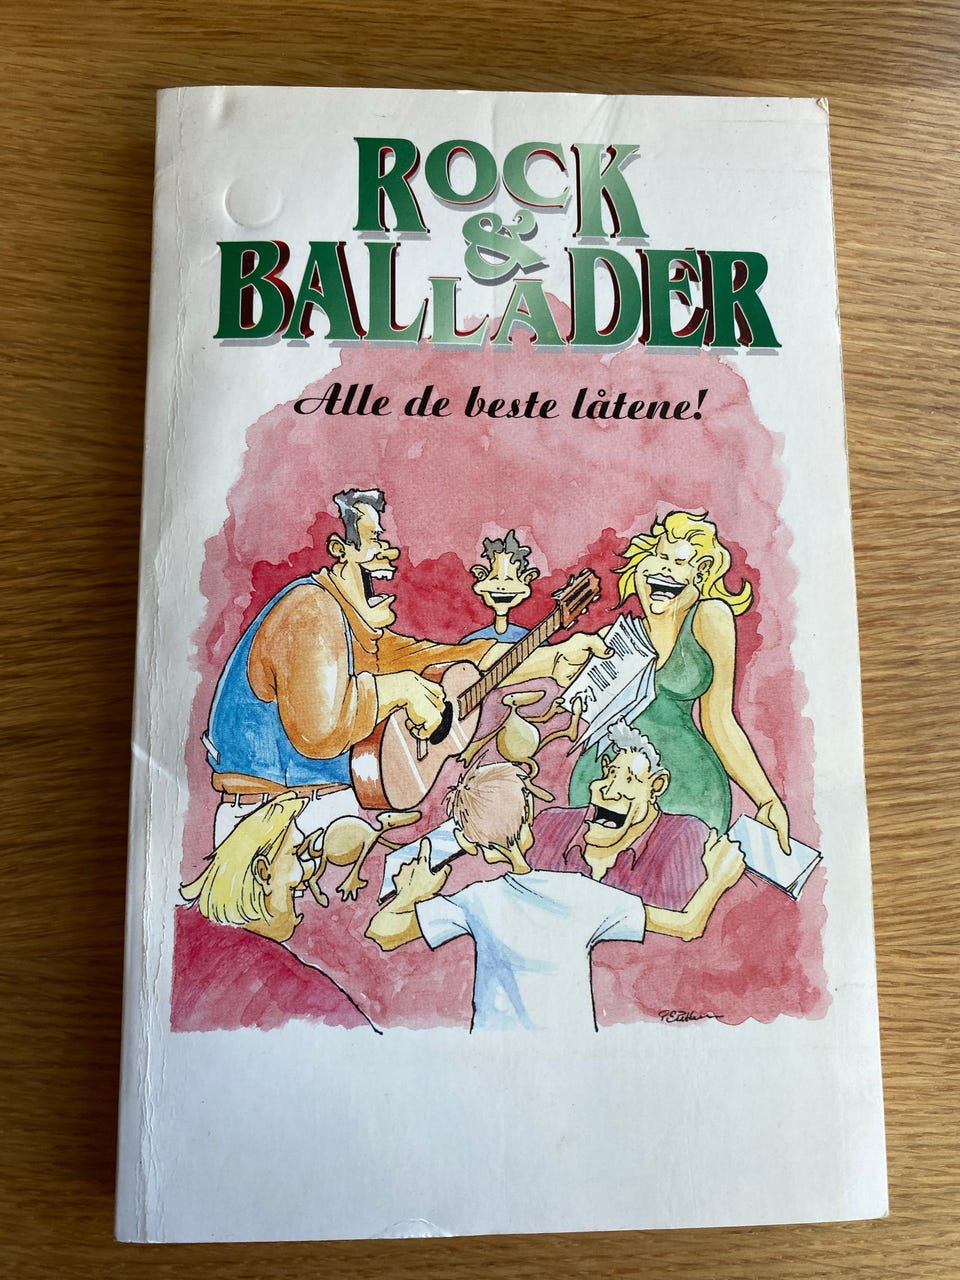 ROCK
&
BALLADER
Alle de beste låtene!